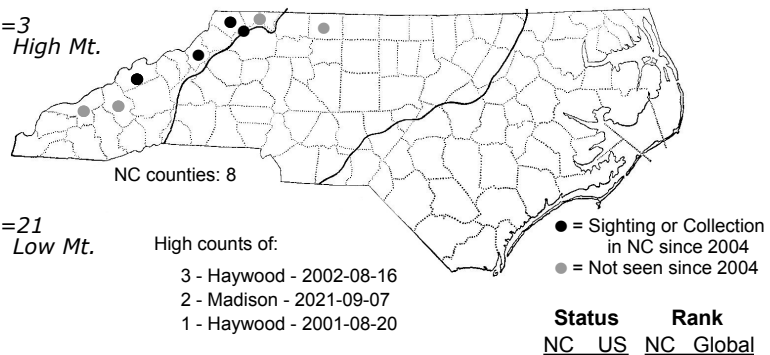 =3
High Mt.
NC counties: 8
=21
Low Mt.
High counts of:
3 - Haywood - 2002-08-16
2 - Madison - 2021-09-07
1 - Haywood - 2001-08-20
● = Sighting or Collection
in NC since 2004
● = Not seen since 2004
Status Rank
NC US NC Global